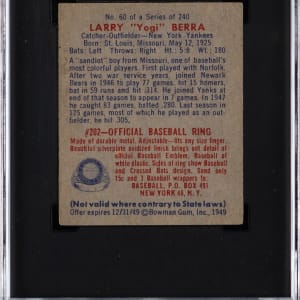 No. 60 of a Series of 240
LARRY "Yogi" BERRA
Catcher-Outfielder—New York Yankees
Born: St. Louis, Missouri, May 12, 1925
Bats: Left Throws: Right Ht.: 5:8 Wt.: 180
A "sandlot" boy from Missouri, one of baseball's
most colorful players. First played with Norfolk.
After two war service years, joined Newark
Bears in 1946 to play 77 games. Hit 15 homers,
bat in 59 runs and hit .314. He joined Yanks at
end of that season to play in 7 games. In 1947
he caught 83 games, batted .280. Last season in
125 games, most of which he played as an out-
fielder, he hit .305.
#202—OFFICIAL BASEBALL RING
Made of durable metal. Adjustable—fits any size.
Beautiful silverplate oxidized finish brings out detail of
official Baseball Emblem. Baseball of
white plastic. Sides of ring show Baseball
and Crossed Bats design. Send only
15c and 1 Baseball wrappers to
BASEBALL, P.O. BOX 491
NEW YORK 46, N.Y.
(Not valid where contrary to State laws)
Offer expires 12/31/49 ©Bowman Gum, Inc., 1949